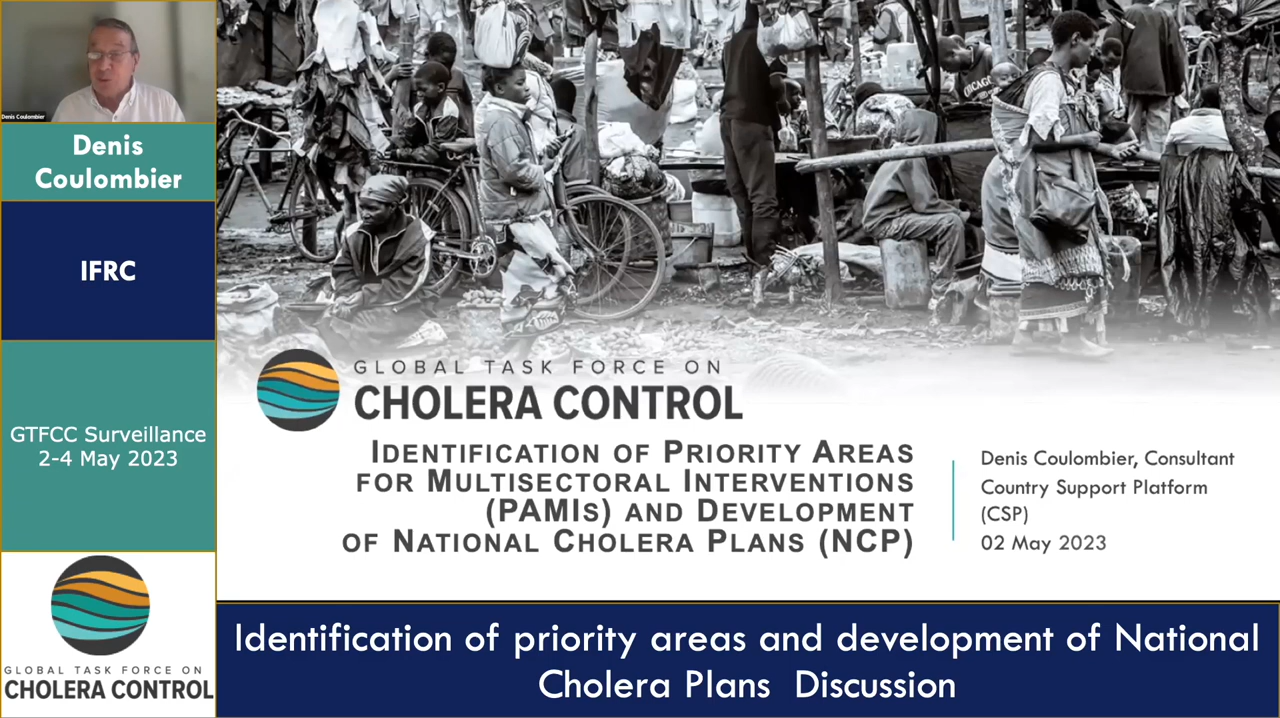 Denis Coulombier
Denis
Coulombier
IFRC
GTFCC Surveillance
2-4 May 2023
GLOBAL TASK FORCE ON
CHOLERA CONTROL
CHICAGO
GLOBAL TASK FORCE ON
CHOLERA CONTROL
IDENTIFICATION OF PRIORITY AREAS
FOR MULTISECTORAL INTERVENTIONS
(PAMIS) AND DEVELOPMENT
OF NATIONAL CHOLERA PLANS (NCP)
Denis Coulombier, Consultant
Country Support Platform
(CSP)
02 May 2023
Identification of priority areas and development of National
Cholera Plans Discussion